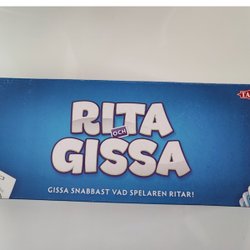 RITA
OCH
GISSA
GISSA SNABBAST VAD SPELAREN RITAR!